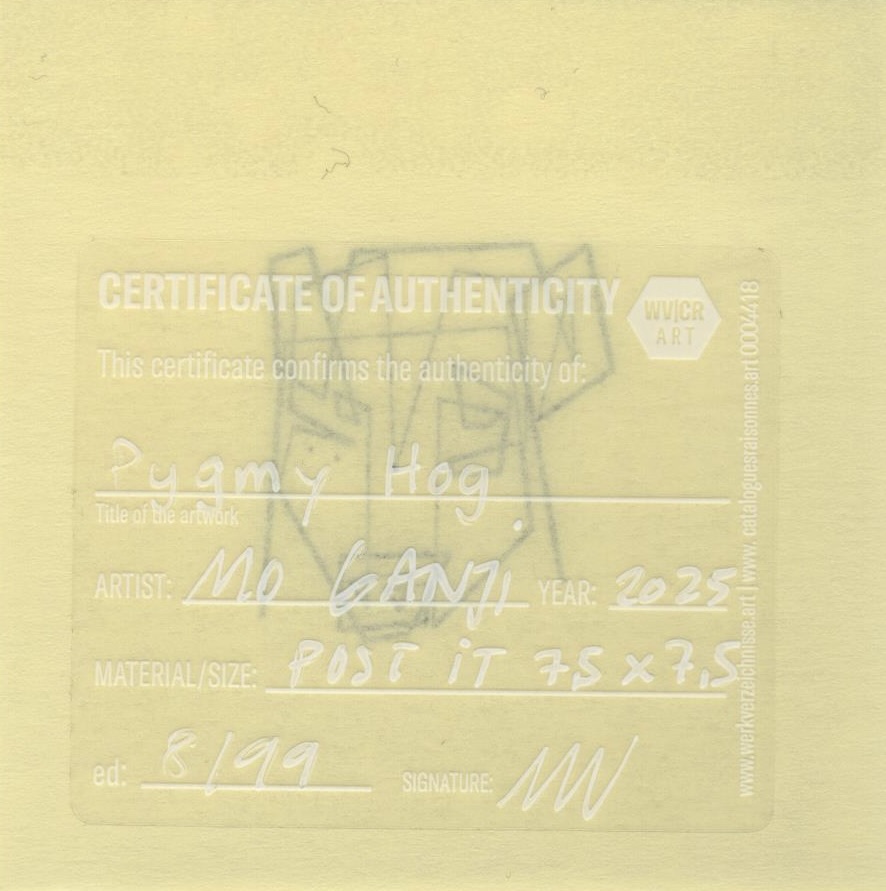 CERTIFICATE OF AUTHENTICITY
WV|CR
ART
This certificate confirms the authenticity of:
Pygmy Hog
Title of the artwork
ARTIST: MO GANJI YEAR: 2025
MATERIAL/SIZE: POST iT 7,5 x 7,5
ed: 8/99 SIGNATURE:
www.werkverzeichnisse.art | www.cataloguesraisonnes.art 0004418